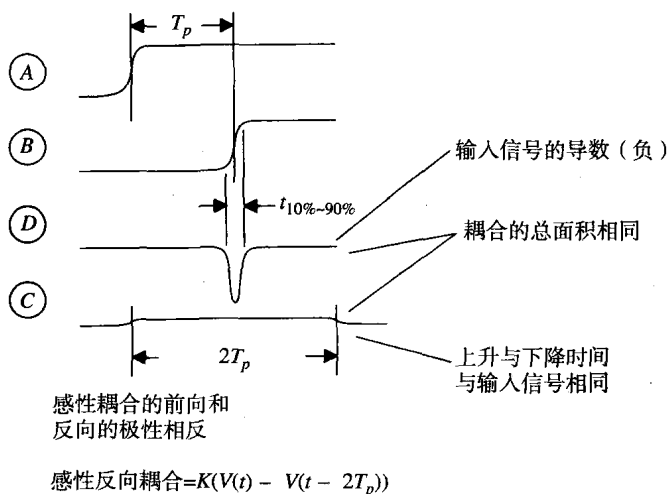 T_p
A
B
输入信号的导数（负）
t_{10%~90%}
耦合的总面积相同
D
C
2T_p
上升与下降时间
与输入信号相同
感性耦合的前向和
反向的极性相反
感性反向耦合=K(V(t) − V(t − 2T_p))